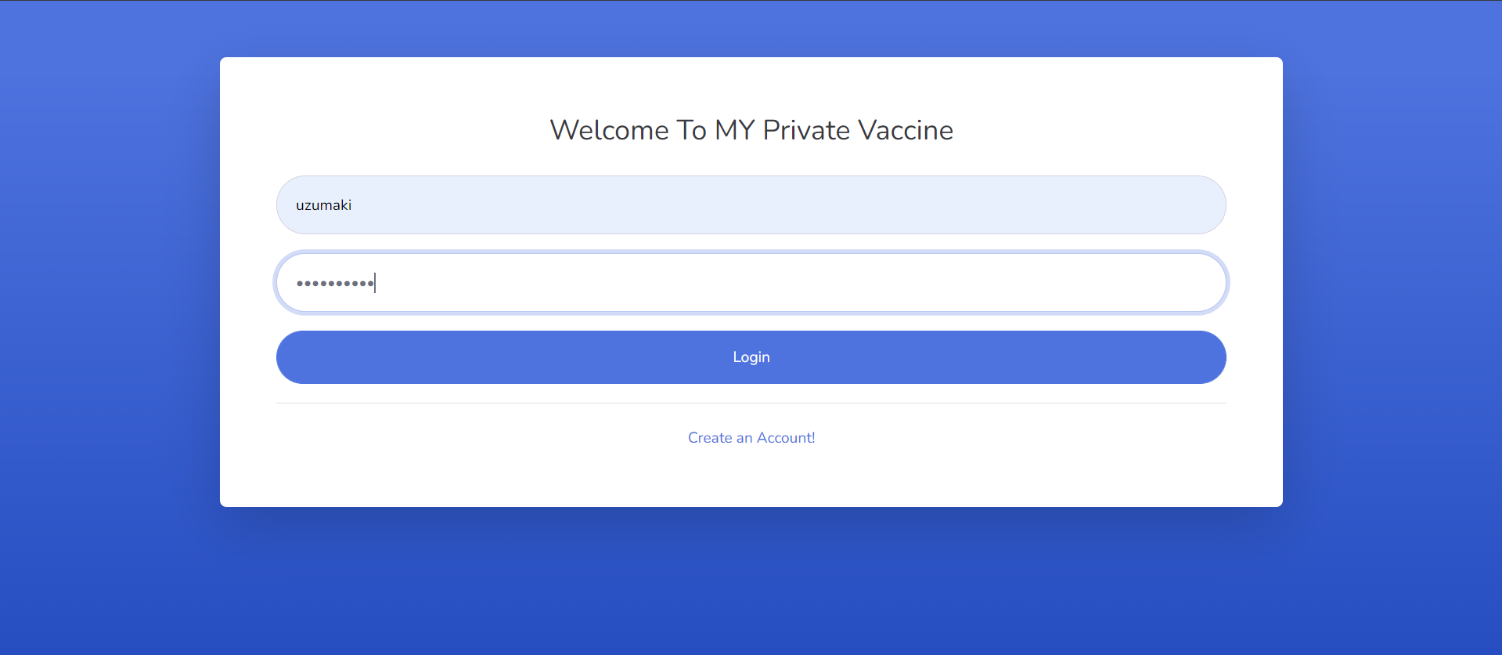 Welcome To MY Private Vaccine
uzumaki
••••••••••
Login
Create an Account!